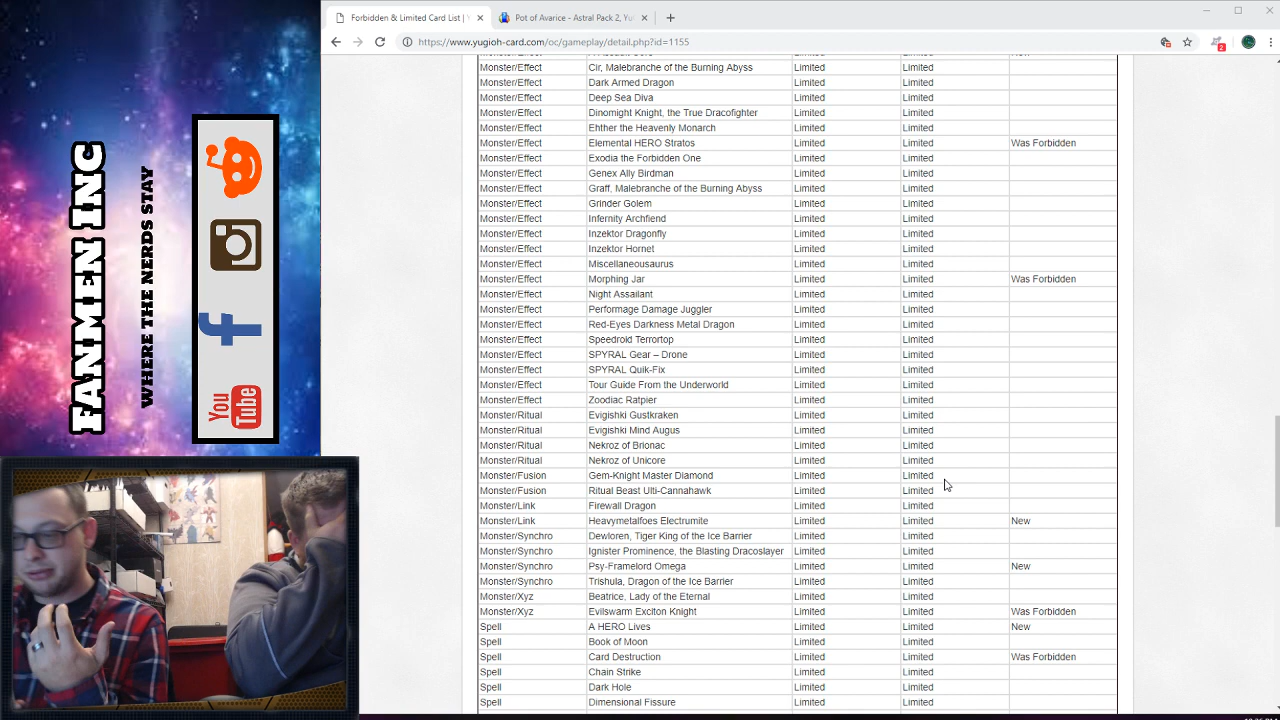 Forbidden & Limited Card List | Y
Pot of Avarice - Astral Pack 2, Yu
https://www.yugioh-card.com/oc/gameplay/detail.php?id=1155
2
FANMEN INC
WHERE THE NERDS STAY
You
Tube
Monster/Effect Cir, Malebranche of the Burning Abyss Limited Limited
Monster/Effect Dark Armed Dragon Limited Limited
Monster/Effect Deep Sea Diva Limited Limited
Monster/Effect Dinomight Knight, the True Dracofighter Limited Limited
Monster/Effect Ehther the Heavenly Monarch Limited Limited
Monster/Effect Elemental HERO Stratos Limited Limited Was Forbidden
Monster/Effect Exodia the Forbidden One Limited Limited
Monster/Effect Genex Ally Birdman Limited Limited
Monster/Effect Graff, Malebranche of the Burning Abyss Limited Limited
Monster/Effect Grinder Golem Limited Limited
Monster/Effect Infernity Archfiend Limited Limited
Monster/Effect Inzektor Dragonfly Limited Limited
Monster/Effect Inzektor Hornet Limited Limited
Monster/Effect Miscellaneousaurus Limited Limited
Monster/Effect Morphing Jar Limited Limited Was Forbidden
Monster/Effect Night Assailant Limited Limited
Monster/Effect Performage Damage Juggler Limited Limited
Monster/Effect Red-Eyes Darkness Metal Dragon Limited Limited
Monster/Effect Speedroid Terrortop Limited Limited
Monster/Effect SPYRAL Gear – Drone Limited Limited
Monster/Effect SPYRAL Quik-Fix Limited Limited
Monster/Effect Tour Guide From the Underworld Limited Limited
Monster/Effect Zoodiac Ratpier Limited Limited
Monster/Ritual Evigishki Gustkraken Limited Limited
Monster/Ritual Evigishki Mind Augus Limited Limited
Monster/Ritual Nekroz of Brionac Limited Limited
Monster/Ritual Nekroz of Unicore Limited Limited
Monster/Fusion Gem-Knight Master Diamond Limited Limited
Monster/Fusion Ritual Beast Ulti-Cannahawk Limited Limited
Monster/Link Firewall Dragon Limited Limited
Monster/Link Heavymetalfoes Electrumite Limited Limited New
Monster/Synchro Dewloren, Tiger King of the Ice Barrier Limited Limited
Monster/Synchro Ignister Prominence, the Blasting Dracoslayer Limited Limited
Monster/Synchro Psy-Framelord Omega Limited Limited New
Monster/Synchro Trishula, Dragon of the Ice Barrier Limited Limited
Monster/Xyz Beatrice, Lady of the Eternal Limited Limited
Monster/Xyz Evilswarm Exciton Knight Limited Limited Was Forbidden
Spell A HERO Lives Limited Limited New
Spell Book of Moon Limited Limited
Spell Card Destruction Limited Limited Was Forbidden
Spell Chain Strike Limited Limited
Spell Dark Hole Limited Limited
Spell Dimensional Fissure Limited Limited